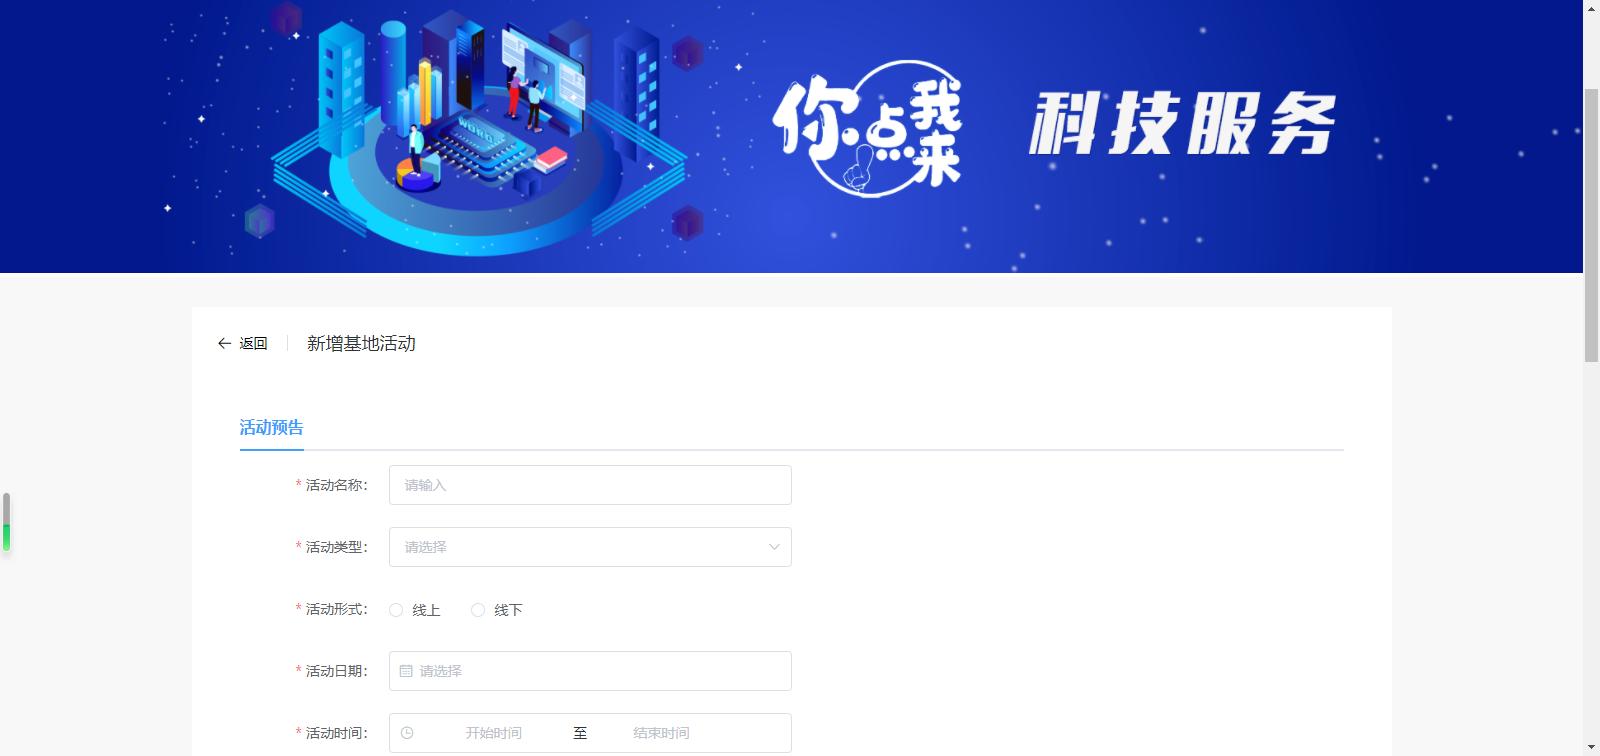 WORD
你点我来
科技服务
返回
新增基地活动
活动预告
* 活动名称：
请输入
* 活动类型：
请选择
* 活动形式：
线上
线下
* 活动日期：
请选择
* 活动时间：
开始时间 至 结束时间